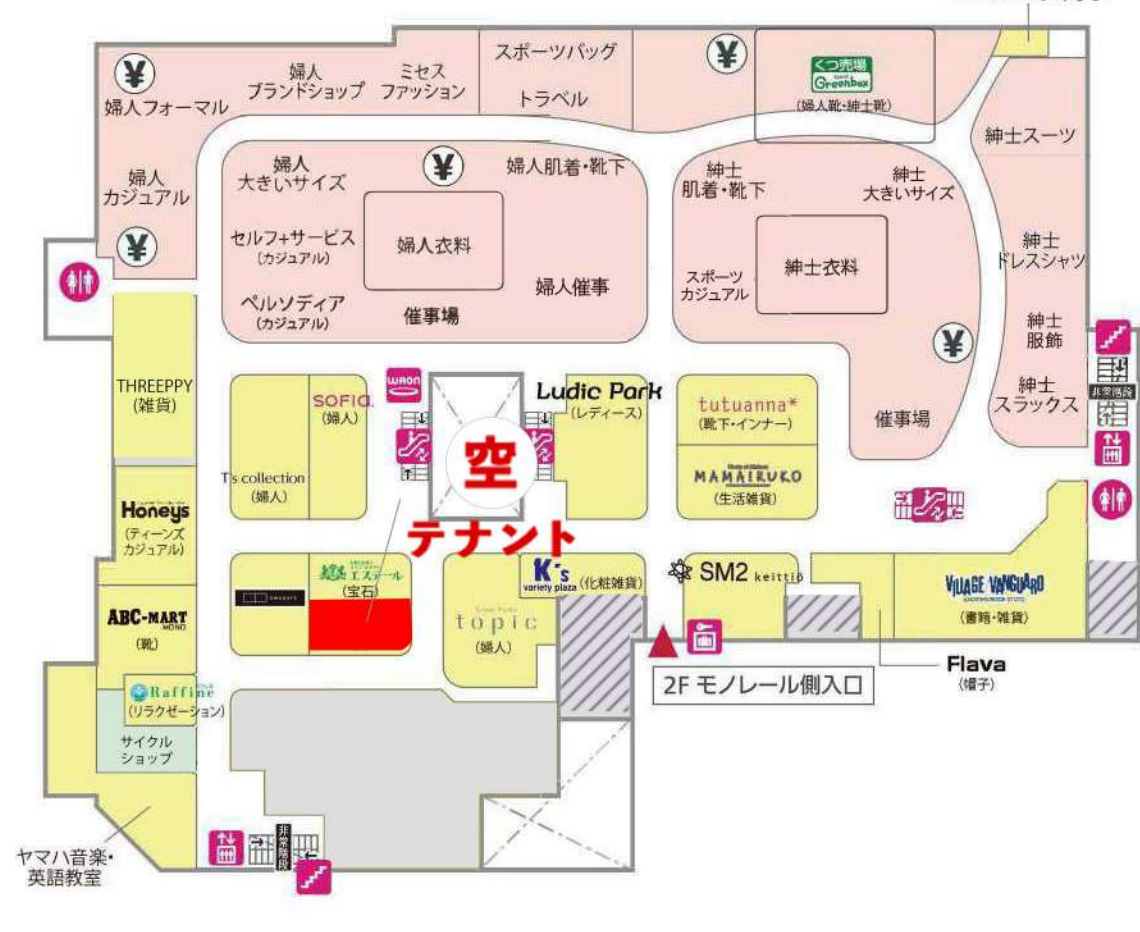 スポーツバッグ
婦人
ブランドショップ
ミセス
ファッション
¥
婦人フォーマル
トラベル
¥
くつ売場
Greenbox
(婦人靴・紳士靴)
紳士スーツ
婦人
カジュアル
¥
婦人
大きいサイズ
¥
婦人肌着・靴下
セルフ+サービス
(カジュアル)
婦人衣料
ペルソディア
(カジュアル)
催事場
婦人催事
紳士
肌着・靴下
紳士
大きいサイズ
スポーツ
カジュアル
紳士衣料
紳士
ドレスシャツ
¥
紳士
服飾
紳士
スラックス
催事場
非常階段
THREEPPY
(雑貨)
SOFIA.
(婦人)
WAON
T's collection
(婦人)
空
テナント
Ludic Park
(レディース)
tutuanna*
(靴下・インナー)
MAMAIKUKO
(生活雑貨)
Honeys
(ティーンズ
カジュアル)
エステール
(宝石)
K's
variety plaza
(化粧雑貨)
SM2 keittiö
VILLAGE VANGUARD
(書籍・雑貨)
ABC-MART
MONO
(靴)
topic
(婦人)
2F モノレール側入口
Flava
(帽子)
Raffine
(リラクゼーション)
サイクル
ショップ
非常階段
ヤマハ音楽・
英語教室